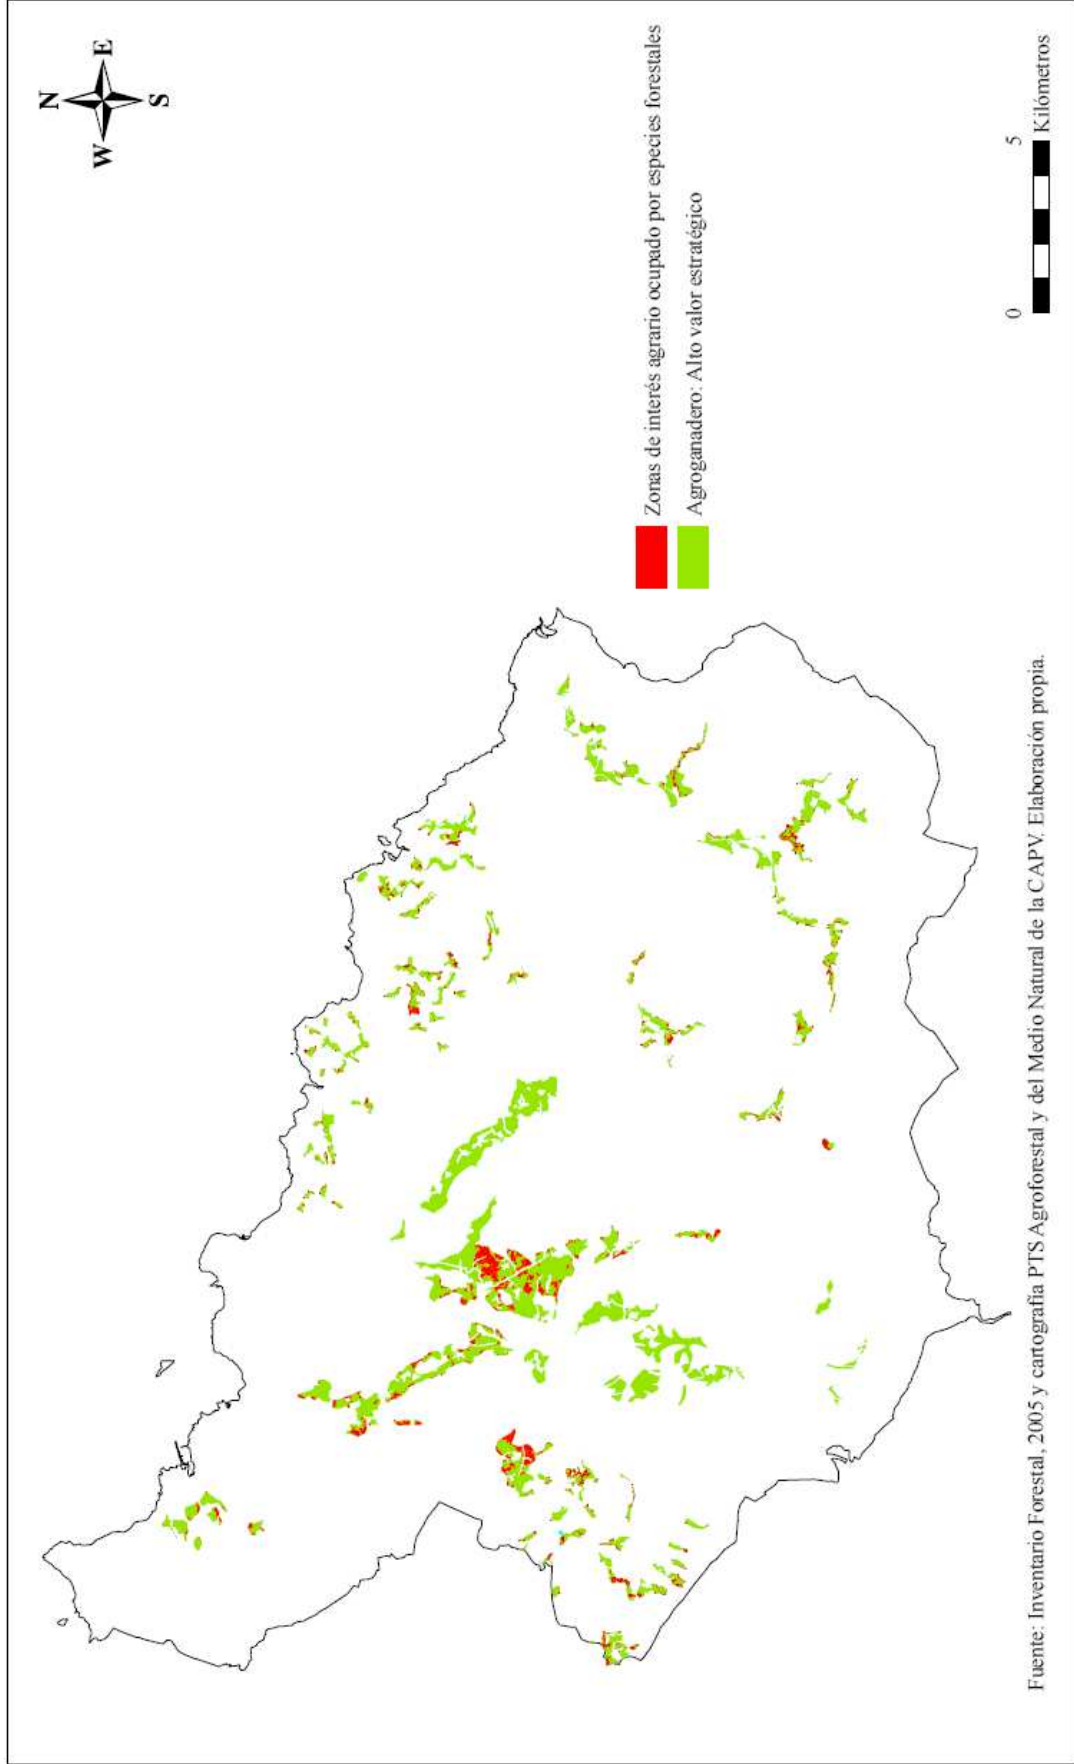 N
W
E
S
Zonas de interés agrario ocupado por especies forestales
Agroganadero: Alto valor estratégico
0
5
Kilómetros
Fuente: Inventario Forestal, 2005 y cartografía PTS Agroforestal y del Medio Natural de la CAPV. Elaboración propia.